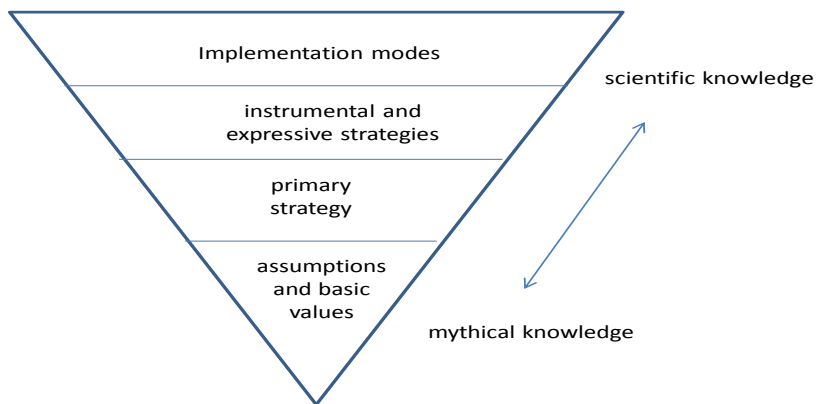 Implementation modes
scientific knowledge
instrumental and
expressive strategies
primary
strategy
assumptions
and basic
values
mythical knowledge